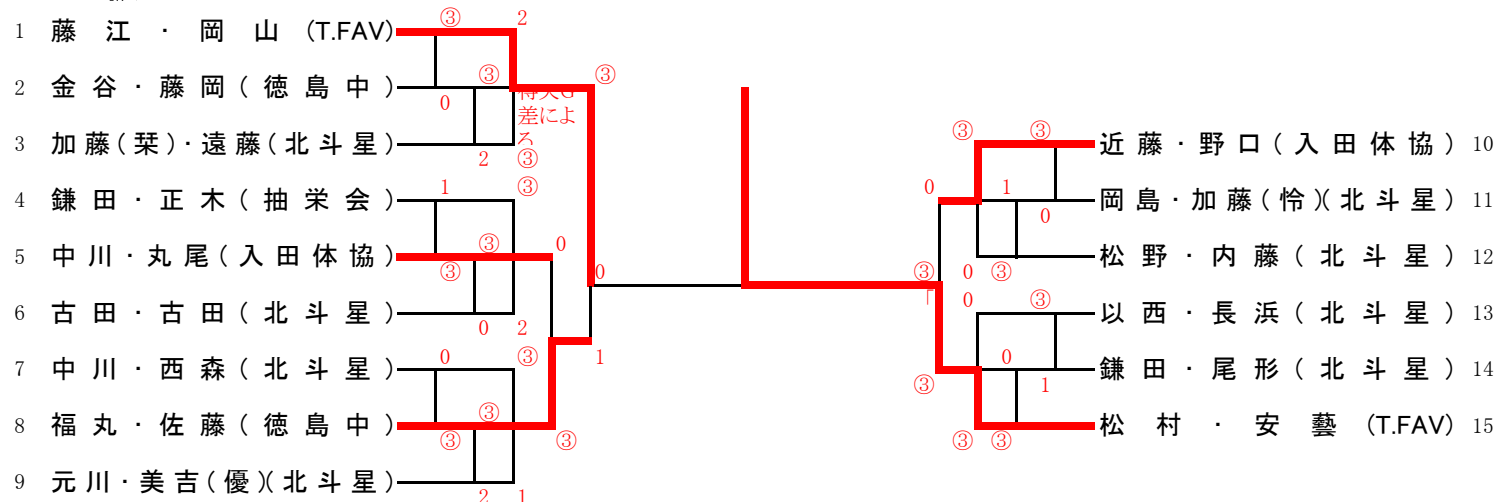 1 藤江・岡山 (T.FAV)
2 金谷・藤岡(徳島中)
3 加藤(栞)・遠藤(北斗星)
4 鎌田・正木(抽栄会)
5 中川・丸尾(入田体協)
6 古田・古田(北斗星)
7 中川・西森(北斗星)
8 福丸・佐藤(徳島中)
9 元川・美吉(優)(北斗星)
③ 2
③ ③
0
差によ
2 ③
1 ③
③ 0
③ 0
0 2
0 ③
1
③
③ ③
2 1
近藤・野口(入田体協) 10
岡島・加藤(怜)(北斗星) 11
松野・内藤(北斗星) 12
以西・長浜(北斗星) 13
鎌田・尾形(北斗星) 14
松村・安藝 (T.FAV) 15
③ ③
0 1
0
③ 0 ③
0 ③
0
③ 1
③ ③